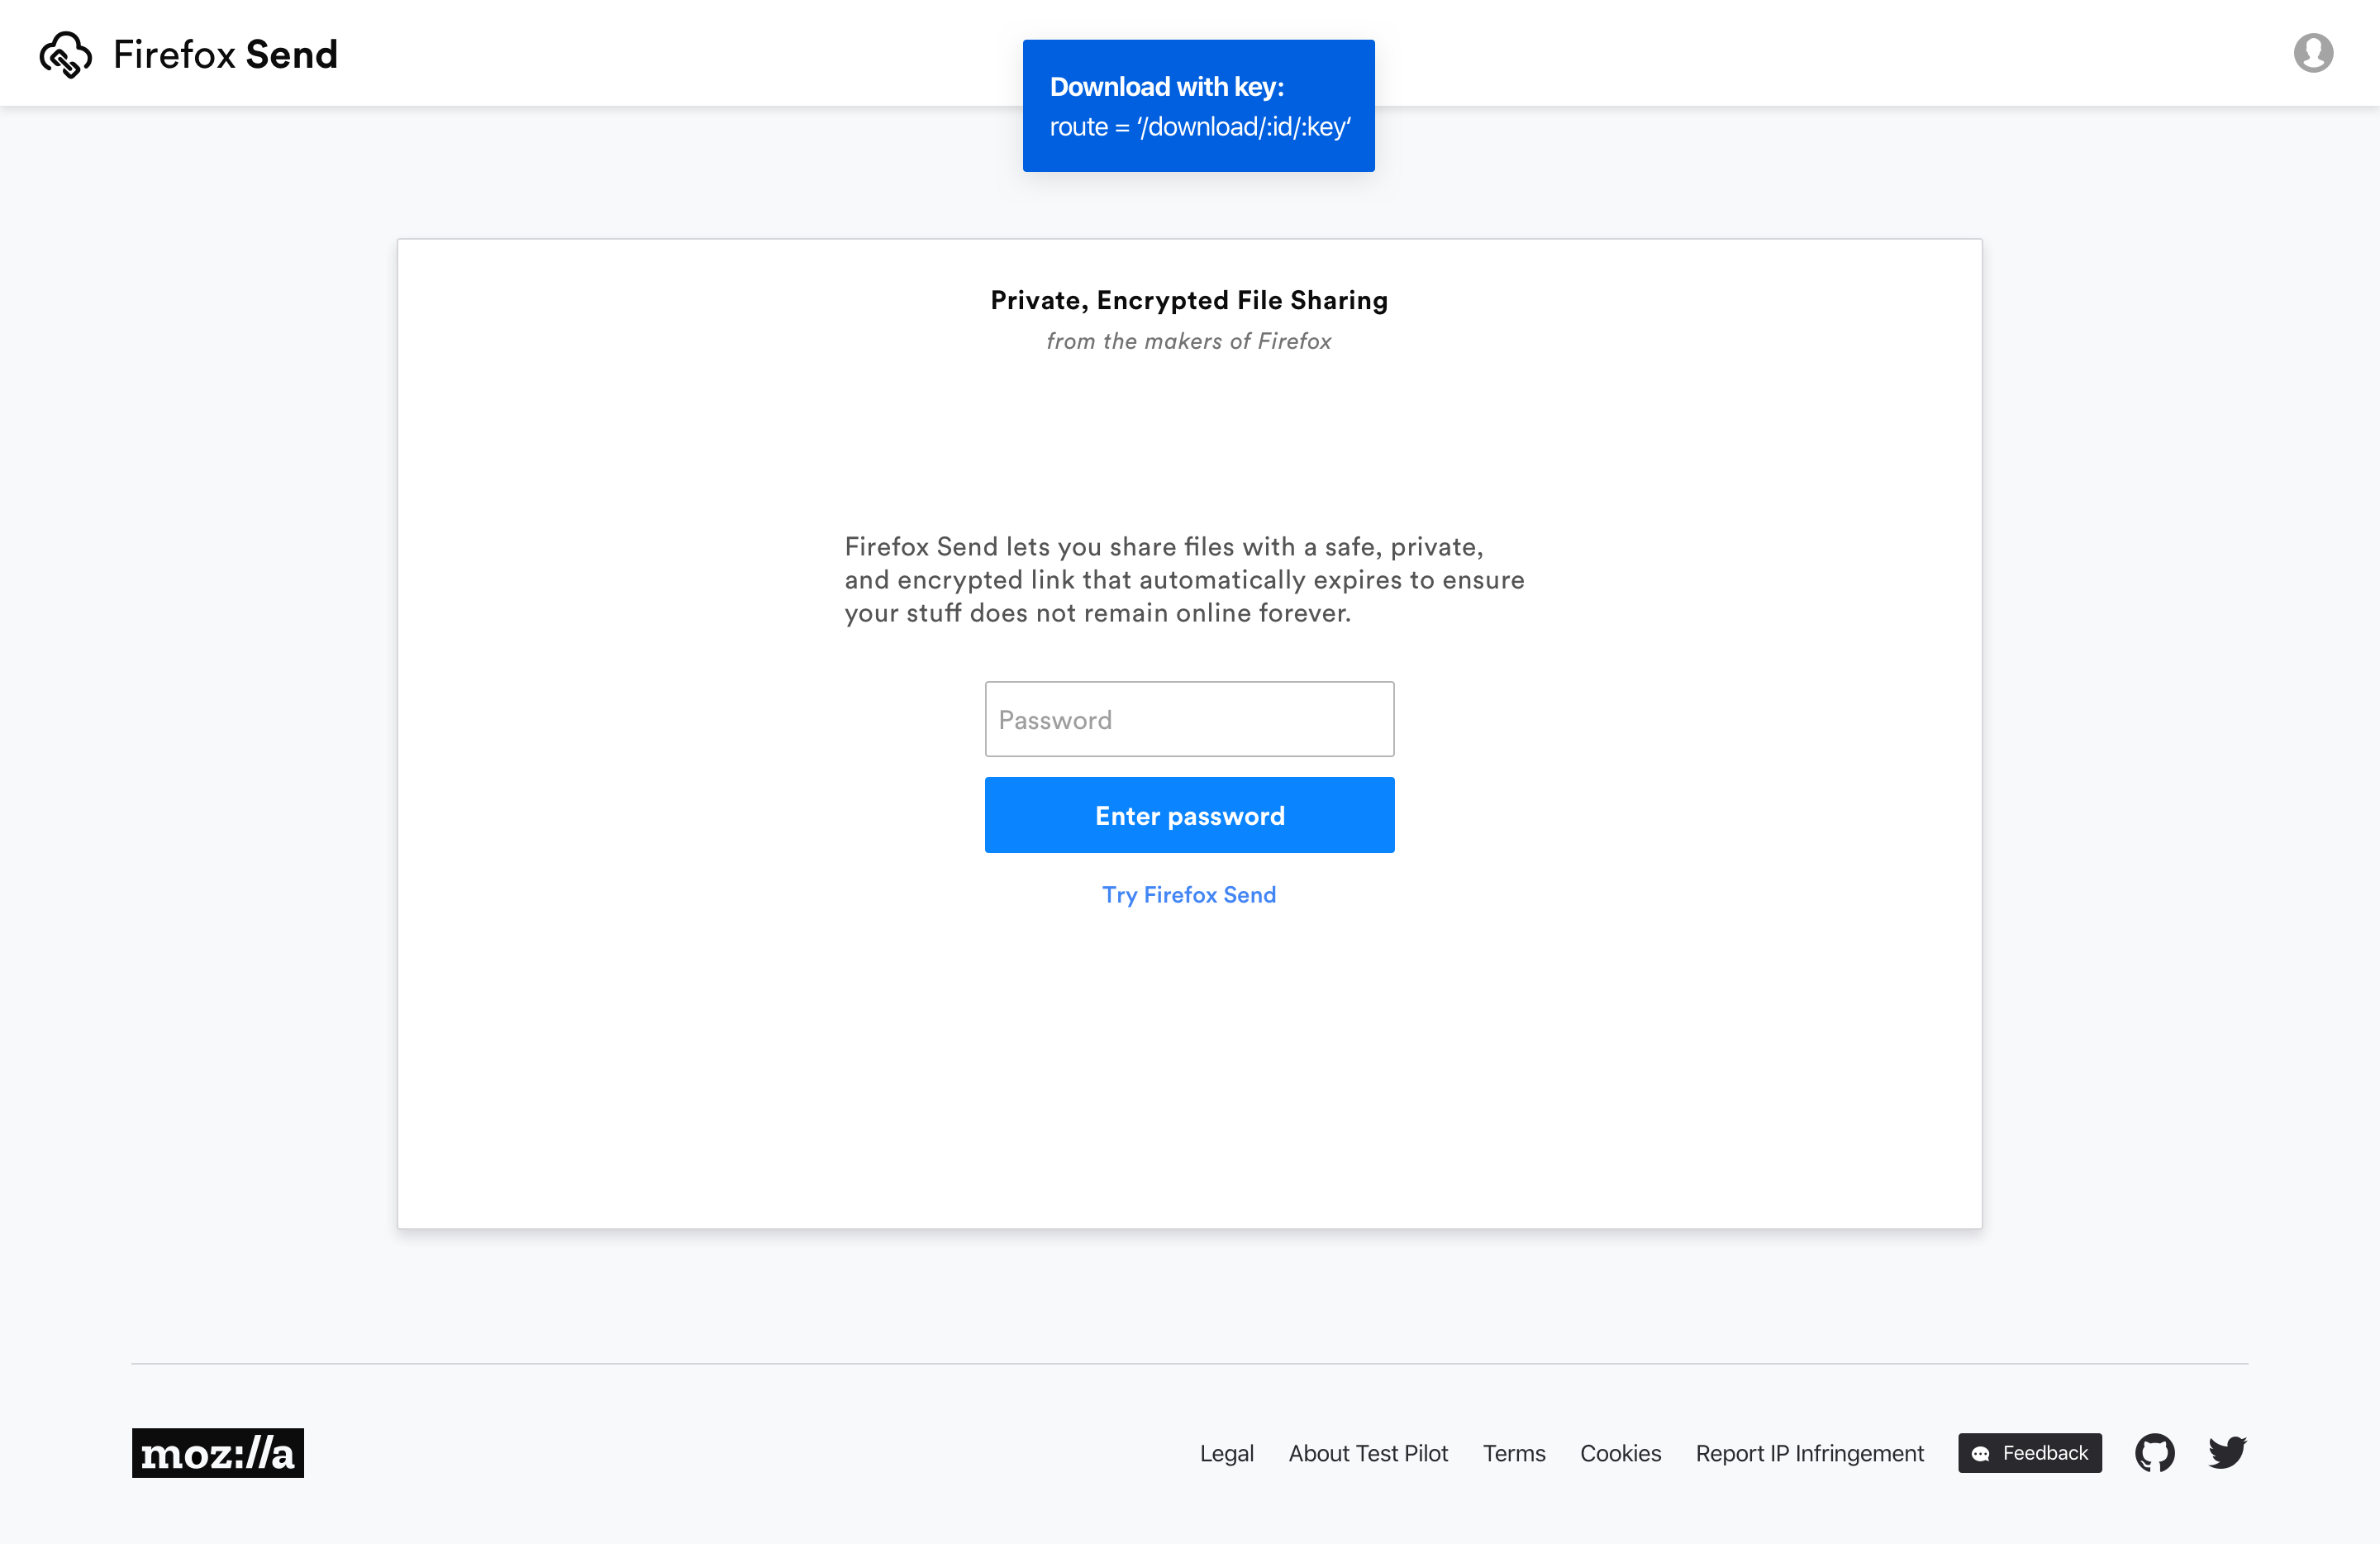 Firefox Send
Download with key:
route = ‘/download/:id/:key‘
Private, Encrypted File Sharing
from the makers of Firefox
Firefox Send lets you share files with a safe, private,
and encrypted link that automatically expires to ensure
your stuff does not remain online forever.
Password
Enter password
Try Firefox Send
moz://a
Legal About Test Pilot Terms Cookies Report IP Infringement Feedback